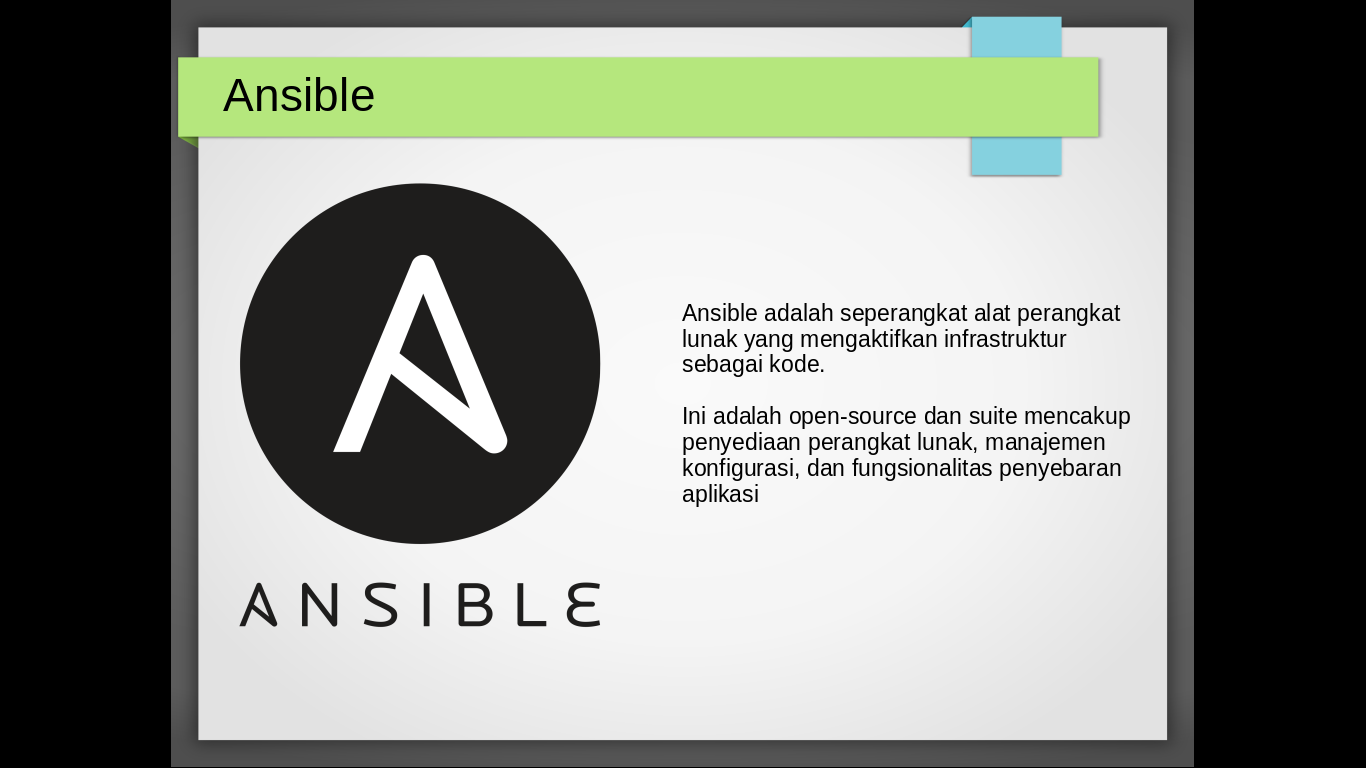 Ansible
ANSIBLE
Ansible adalah seperangkat alat perangkat
lunak yang mengaktifkan infrastruktur
sebagai kode.
Ini adalah open-source dan suite mencakup
penyediaan perangkat lunak, manajemen
konfigurasi, dan fungsionalitas penyebaran
aplikasi